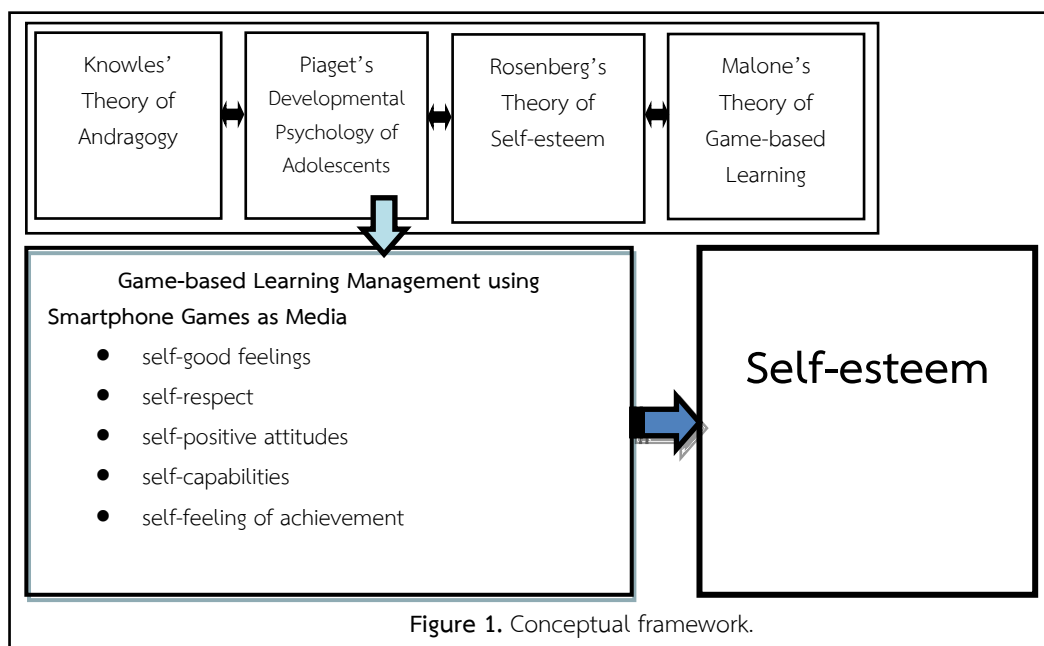 Knowles’
Theory of
Andragogy
Piaget’s
Developmental
Psychology of
Adolescents
Rosenberg’s
Theory of
Self-esteem
Malone’s
Theory of
Game-based
Learning
Game-based Learning Management using
Smartphone Games as Media
● self-good feelings
● self-respect
● self-positive attitudes
● self-capabilities
● self-feeling of achievement
Self-esteem
Figure 1. Conceptual framework.